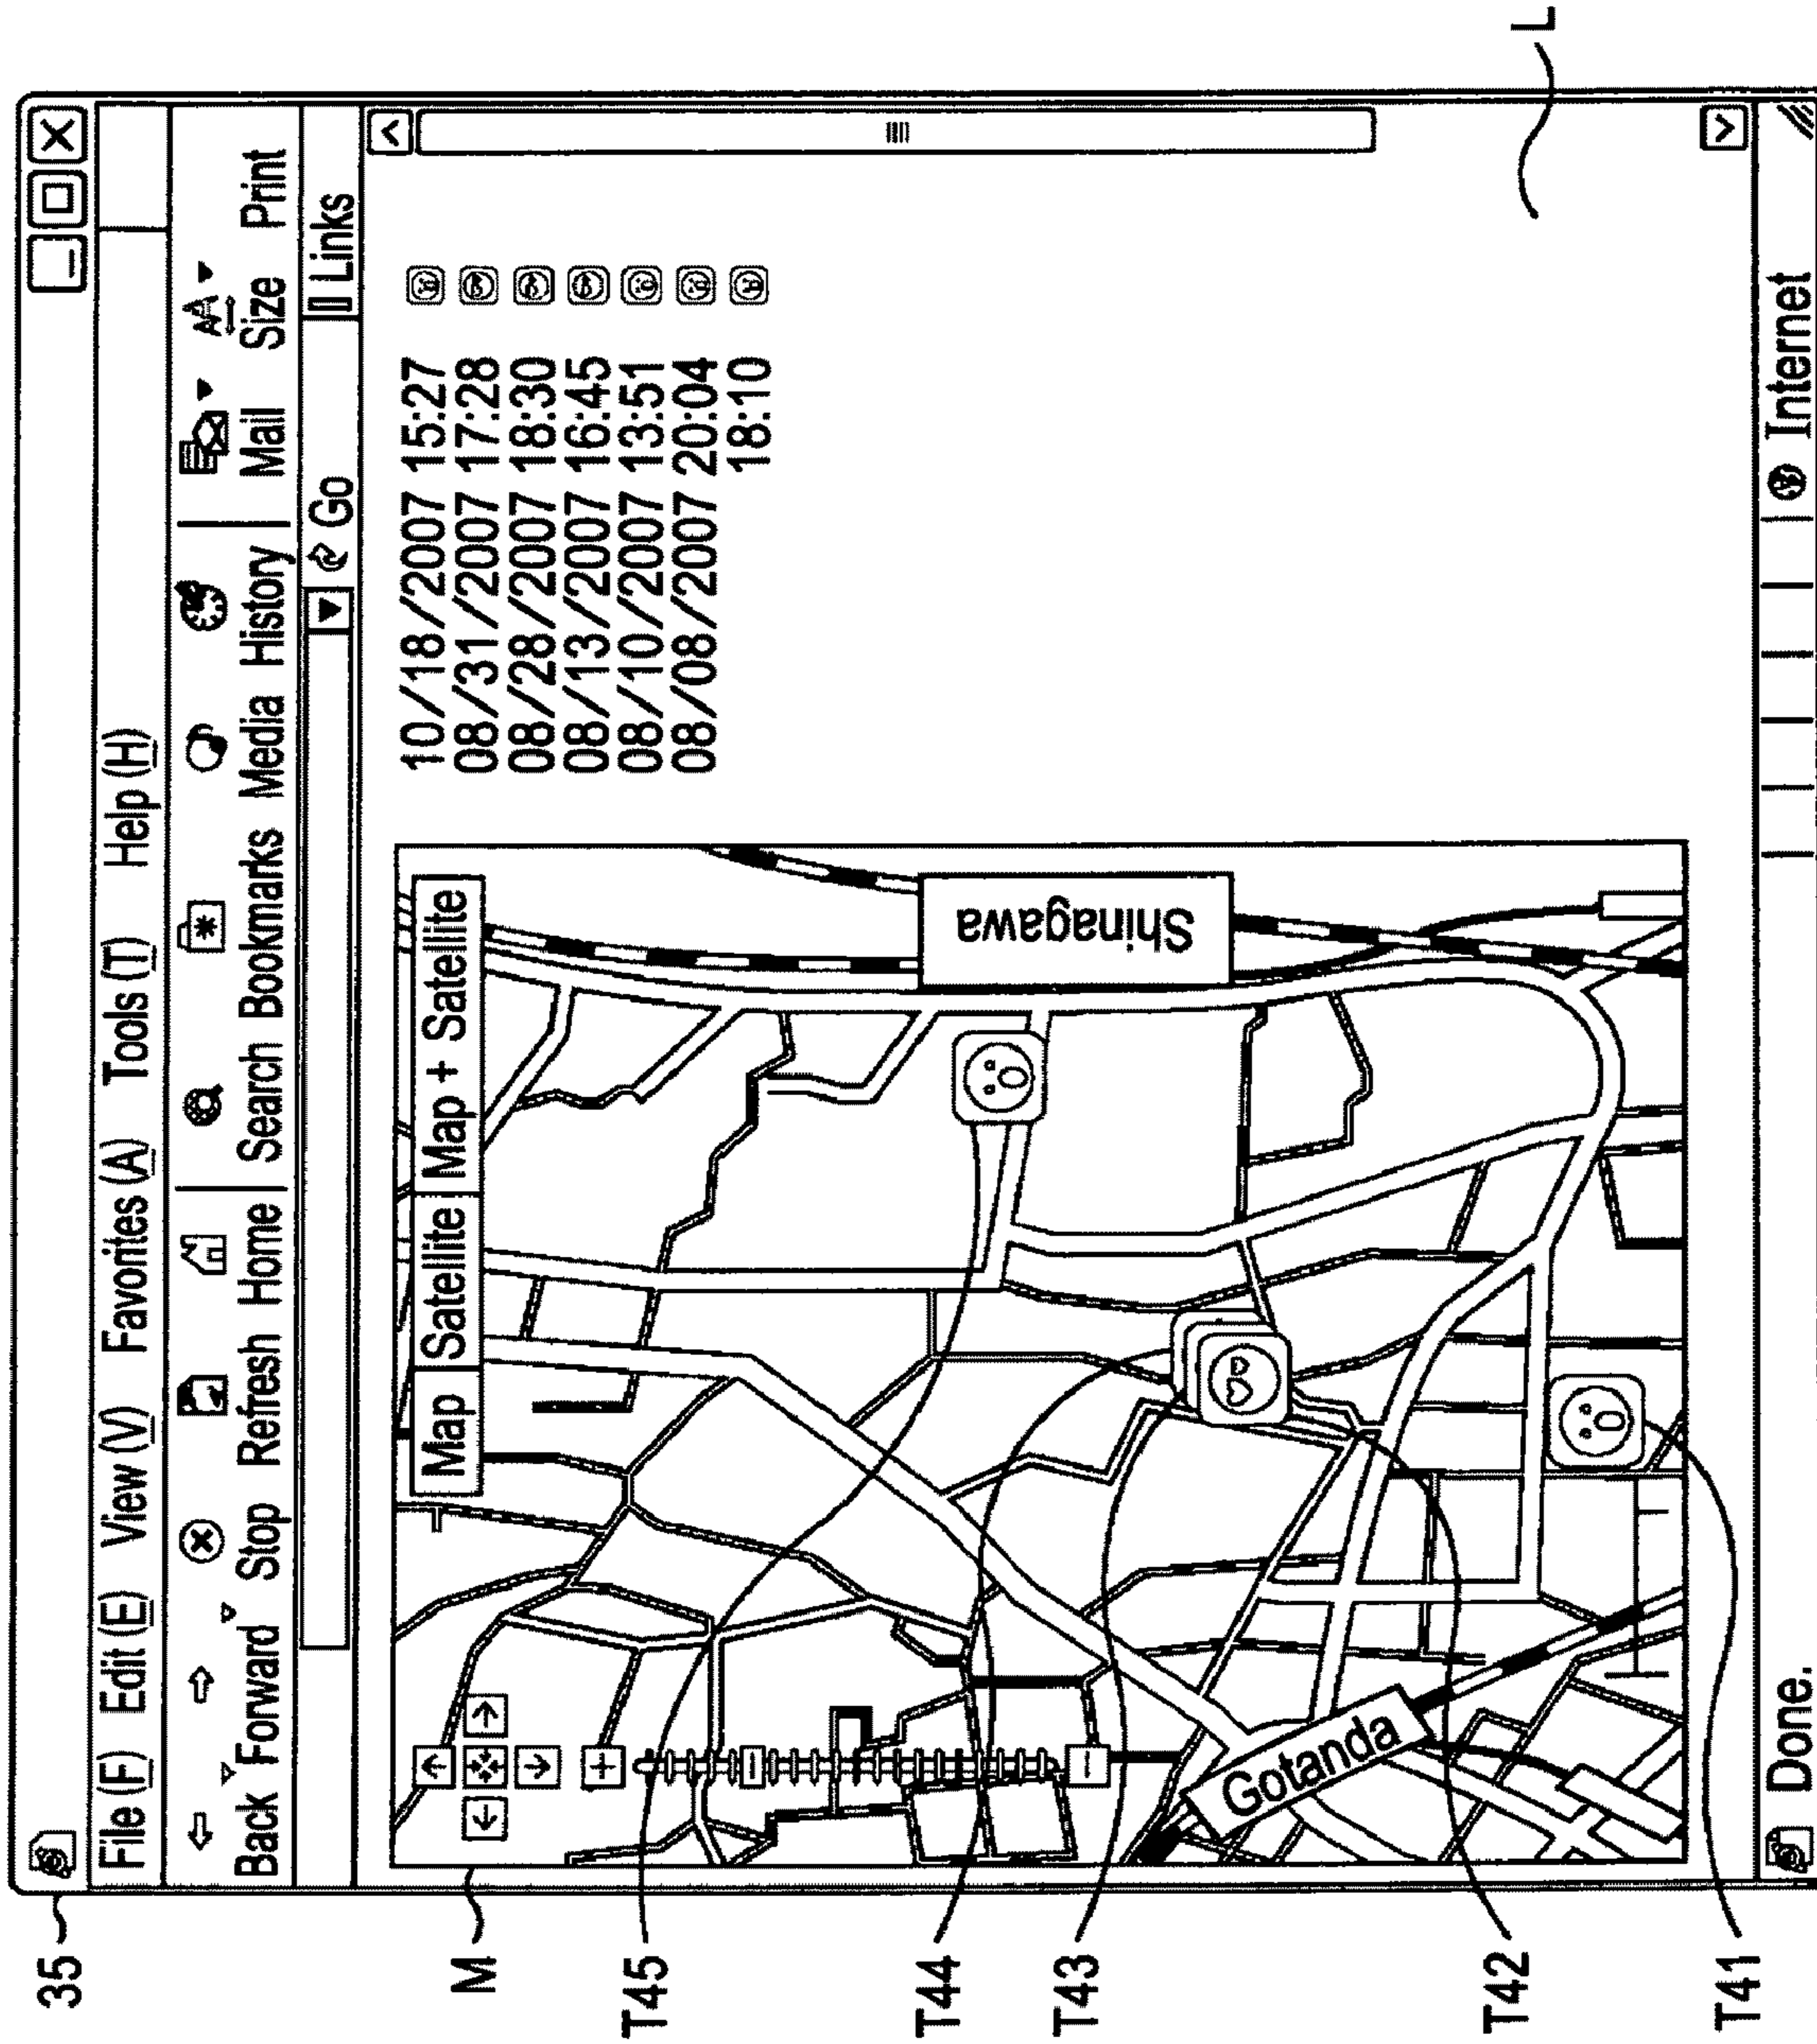 35
File (F) Edit (E) View (V) Favorites (A) Tools (T) Help (H)
Back Forward Stop Refresh Home Search Bookmarks Media History Mail Size Print
AA
Go Links
M
Map Satellite Map + Satellite
10/18/2007 15:27
08/31/2007 17:28
08/28/2007 18:30
08/13/2007 16:45
08/10/2007 13:51
08/08/2007 20:04
18:10
T45
T44
T43
T42
T41
Shinagawa
Gotanda
L
Done. Internet